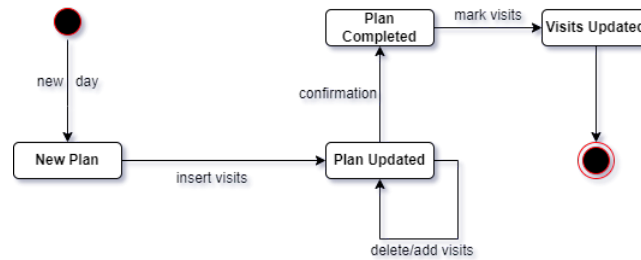 Plan
Completed
mark visits
Visits Updated
new day
confirmation
New Plan
insert visits
Plan Updated
delete/add visits